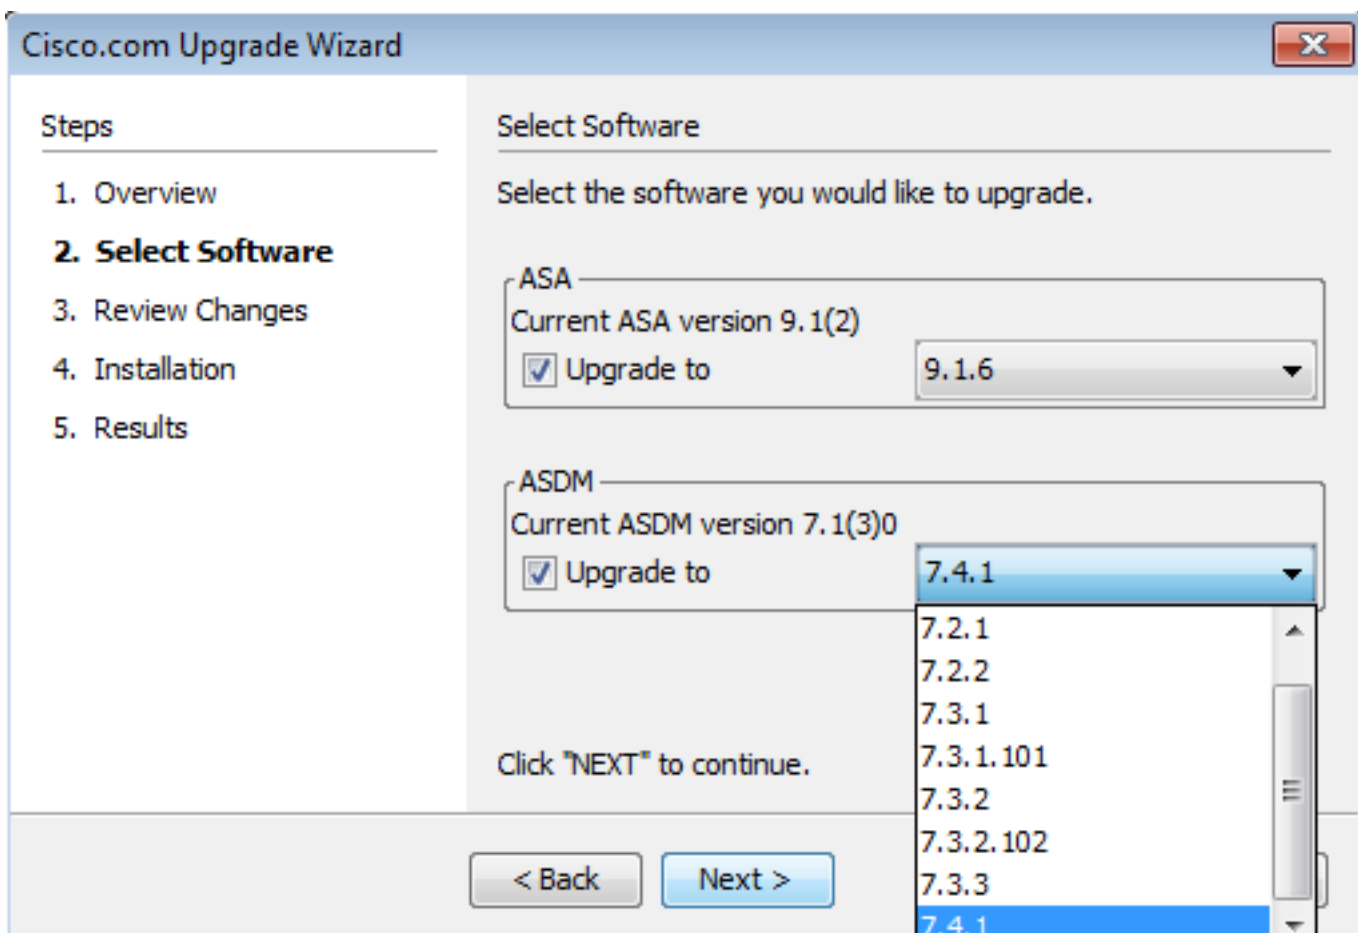 Cisco.com Upgrade Wizard
Steps
1. Overview
2. Select Software
3. Review Changes
4. Installation
5. Results
Select Software
Select the software you would like to upgrade.
ASA
Current ASA version 9.1(2)
Upgrade to 9.1.6
ASDM
Current ASDM version 7.1(3)0
Upgrade to 7.4.1
7.2.1
7.2.2
7.3.1
7.3.1.101
7.3.2
7.3.2.102
7.3.3
7.4.1
Click "NEXT" to continue.
< Back Next >